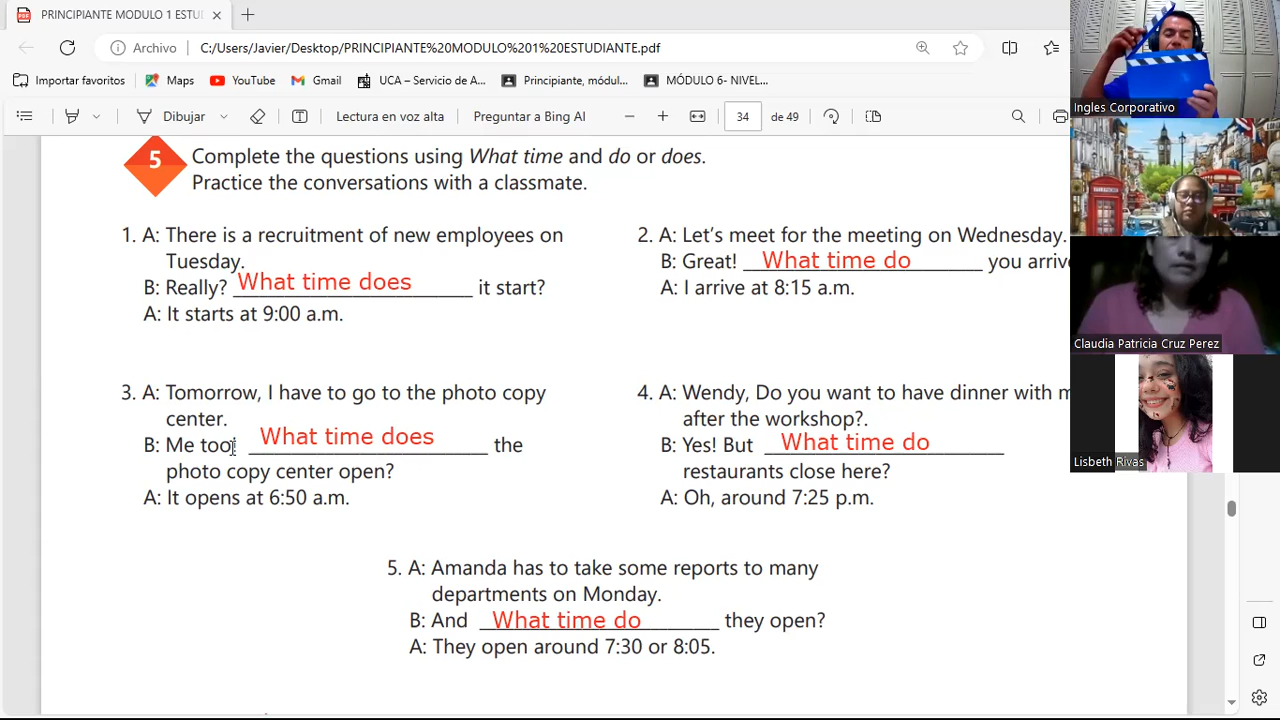 PRINCIPIANTE MODULO 1 ESTUD
Archivo C:/Users/Javier/Desktop/PRINCIPIANTE%20MODULO%201%20ESTUDIANTE.pdf
Importar favoritos Maps YouTube Gmail UCA – Servicio de A... Principiante, módul... MÓDULO 6- NIVEL...
Dibujar Lectura en voz alta Preguntar a Bing AI 34 de 49
5 Complete the questions using What time and do or does.
Practice the conversations with a classmate.
1. A: There is a recruitment of new employees on
Tuesday.
B: Really? What time does it start?
A: It starts at 9:00 a.m.
2. A: Let's meet for the meeting on Wednesday.
B: Great! What time do you arriv
A: I arrive at 8:15 a.m.
3. A: Tomorrow, I have to go to the photo copy
center.
B: Me too What time does the
photo copy center open?
A: It opens at 6:50 a.m.
4. A: Wendy, Do you want to have dinner with m
after the workshop?.
B: Yes! But What time do
restaurants close here?
A: Oh, around 7:25 p.m.
5. A: Amanda has to take some reports to many
departments on Monday.
B: And What time do they open?
A: They open around 7:30 or 8:05.
Ingles Corporativo
Claudia Patricia Cruz Perez
Lisbeth Rivas